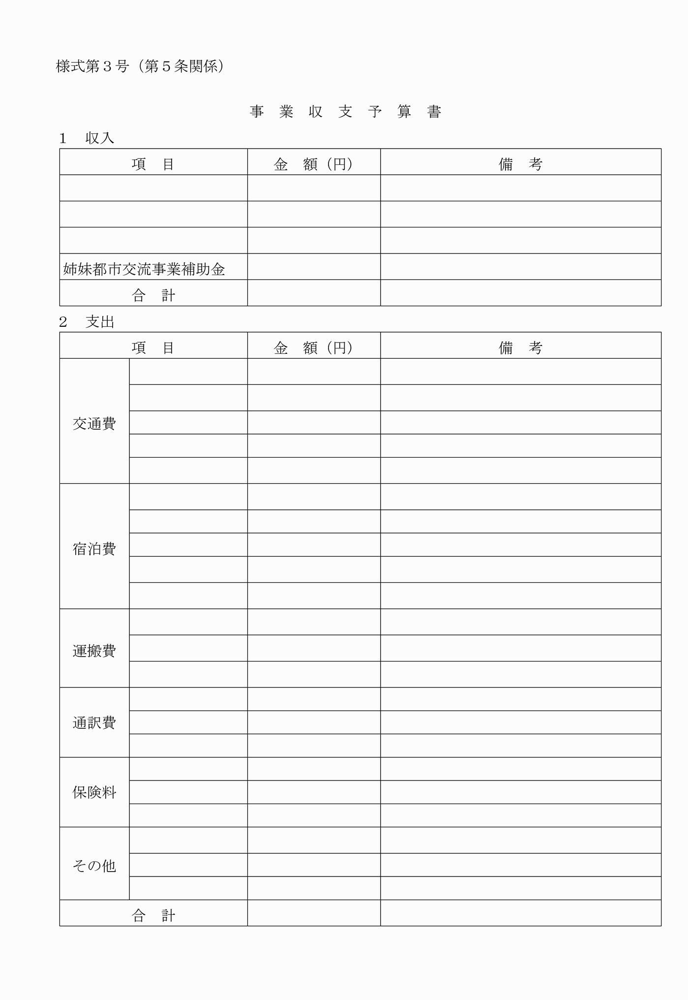 様式第３号（第５条関係）
事　業　収　支　予　算　書
１　収入
項　目　金　額（円）　備　考
姉妹都市交流事業補助金
合　計
２　支出
項　目　金　額（円）　備　考
交通費
宿泊費
運搬費
通訳費
保険料
その他
合　計